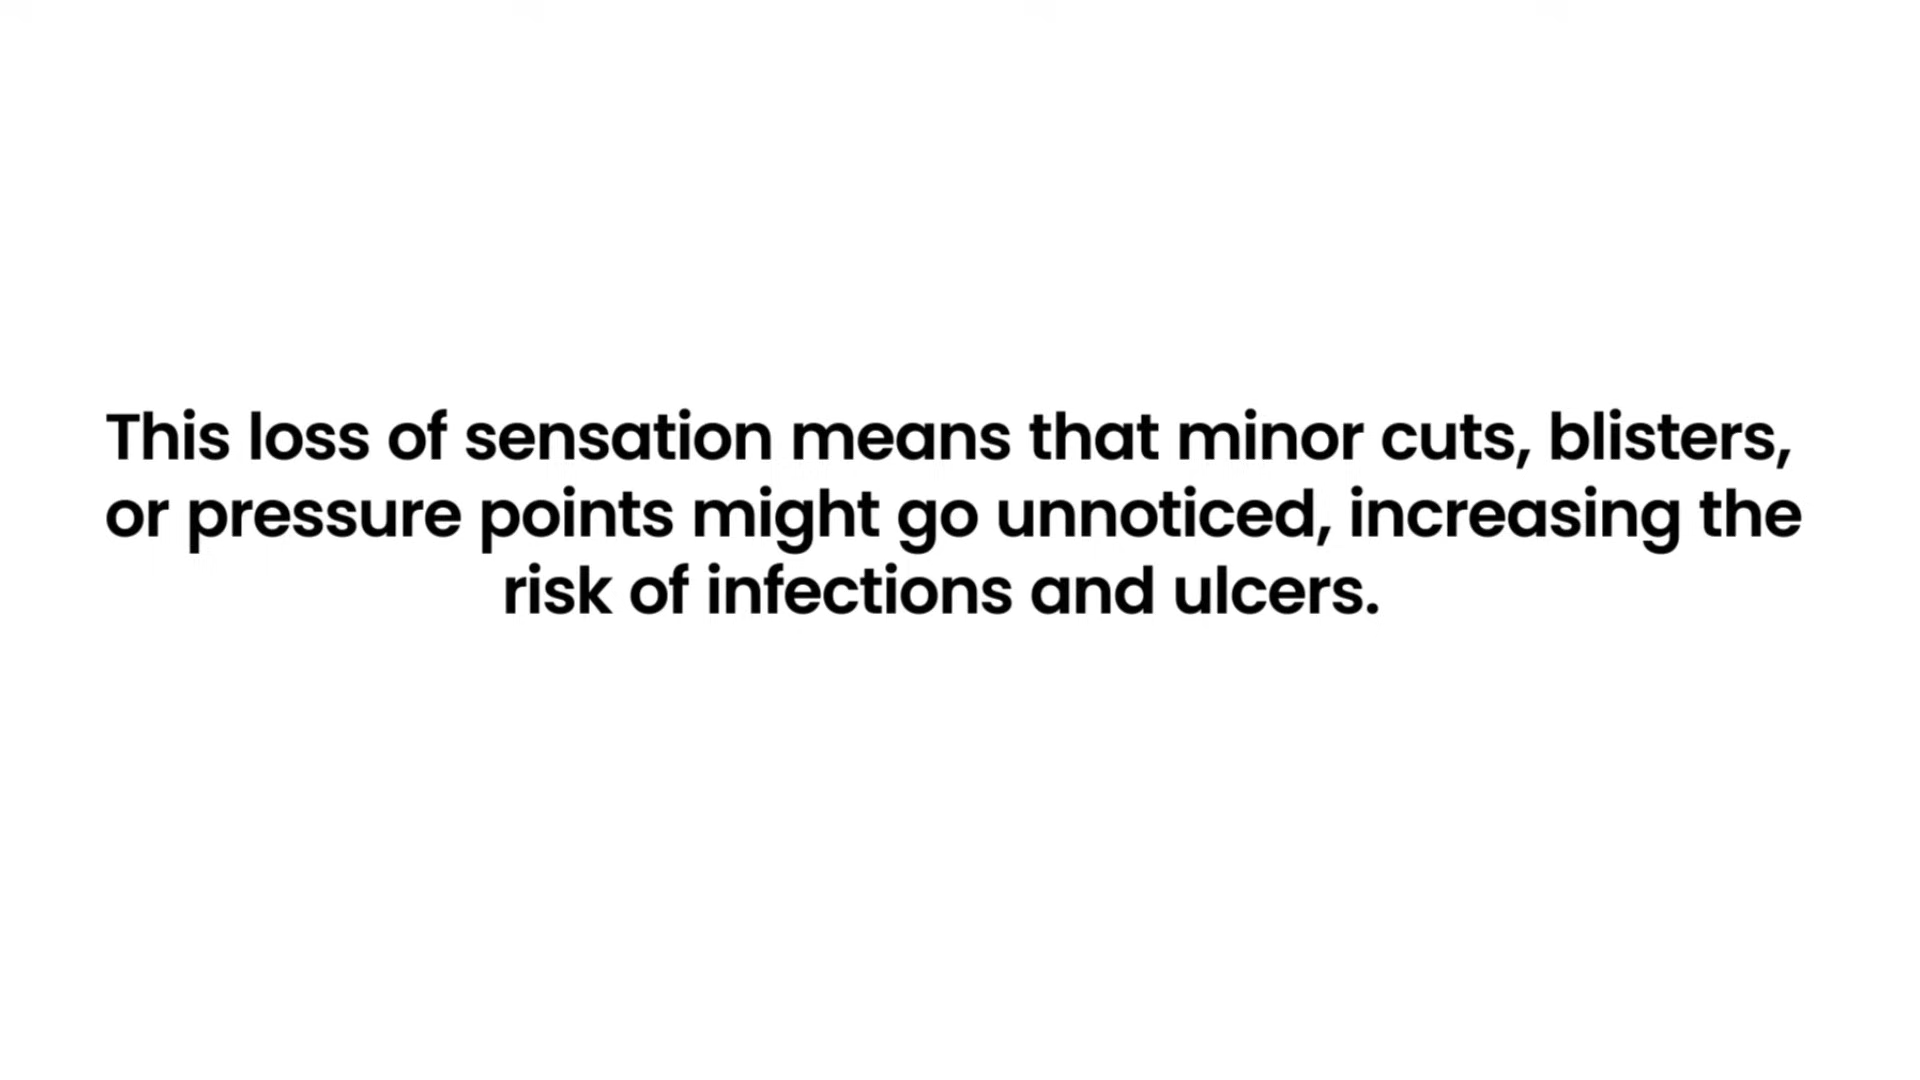 This loss of sensation means that minor cuts, blisters,
or pressure points might go unnoticed, increasing the
risk of infections and ulcers.